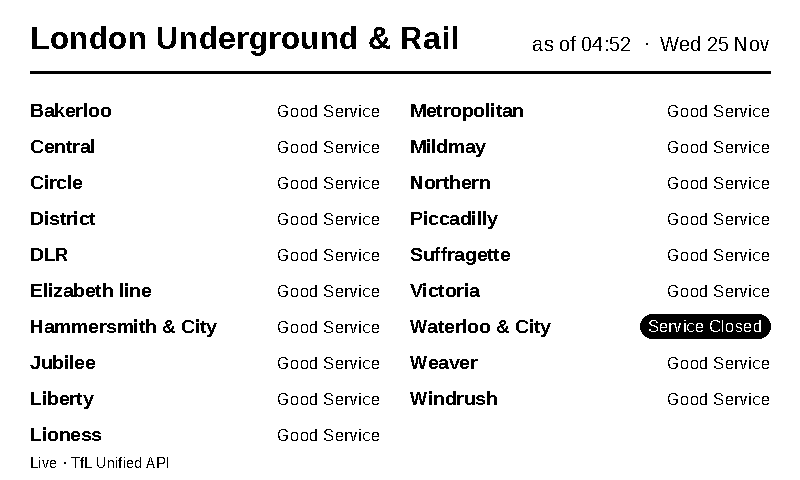 London Underground & Rail
as of 04:52 · Wed 25 Nov
Bakerloo Good Service
Central Good Service
Circle Good Service
District Good Service
DLR Good Service
Elizabeth line Good Service
Hammersmith & City Good Service
Jubilee Good Service
Liberty Good Service
Lioness Good Service
Metropolitan Good Service
Mildmay Good Service
Northern Good Service
Piccadilly Good Service
Suffragette Good Service
Victoria Good Service
Waterloo & City Service Closed
Weaver Good Service
Windrush Good Service
Live · TfL Unified API